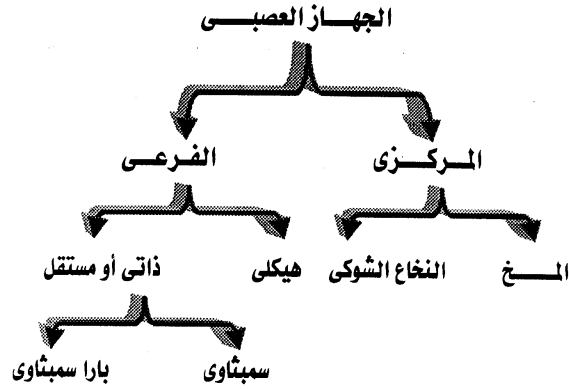 الجهاز العصبى
المركزى
الفرعى
المخ
النخاع الشوكى
هيكلى
ذاتى أو مستقل
سمبثاوى
بارا سمبثاوى